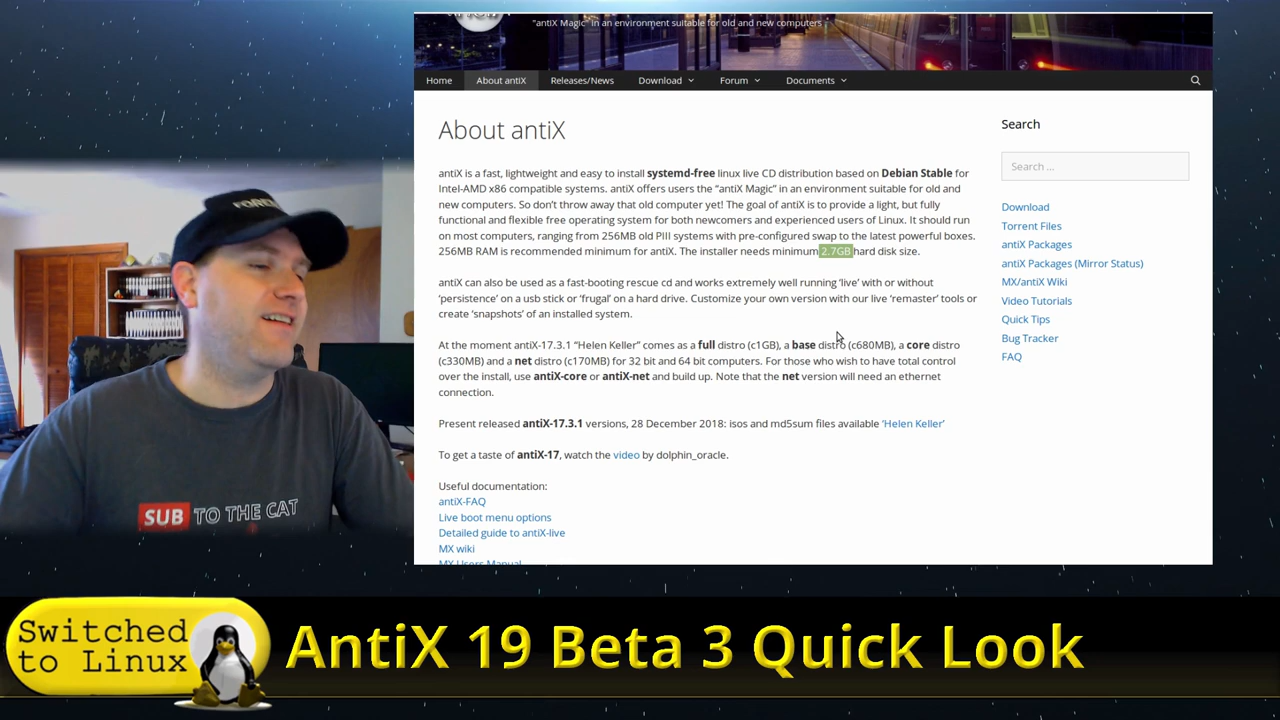 "antiX Magic" in an environment suitable for old and new computers
Home About antiX Releases/News Download Forum Documents
About antiX
antiX is a fast, lightweight and easy to install systemd-free linux live CD distribution based on Debian Stable for
Intel-AMD x86 compatible systems. antiX offers users the “antiX Magic” in an environment suitable for old and
new computers. So don’t throw away that old computer yet! The goal of antiX is to provide a light, but fully
functional and flexible free operating system for both newcomers and experienced users of Linux. It should run
on most computers, ranging from 256MB old PIII systems with pre-configured swap to the latest powerful boxes.
256MB RAM is recommended minimum for antiX. The installer needs minimum 2.7GB hard disk size.
antiX can also be used as a fast-booting rescue cd and works extremely well running ‘live’ with or without
‘persistence’ on a usb stick or ‘frugal’ on a hard drive. Customize your own version with our live ‘remaster’ tools or
create ‘snapshots’ of an installed system.
At the moment antiX-17.3.1 “Helen Keller” comes as a full distro (c1GB), a base distro (c680MB), a core distro
(c330MB) and a net distro (c170MB) for 32 bit and 64 bit computers. For those who wish to have total control
over the install, use antiX-core or antiX-net and build up. Note that the net version will need an ethernet
connection.
Present released antiX-17.3.1 versions, 28 December 2018: isos and md5sum files available ‘Helen Keller’
To get a taste of antiX-17, watch the video by dolphin_oracle.
Useful documentation:
antiX-FAQ
Live boot menu options
Detailed guide to antiX-live
MX wiki
MX Users Manual
Search
Search …
Download
Torrent Files
antiX Packages
antiX Packages (Mirror Status)
MX/antiX Wiki
Video Tutorials
Quick Tips
Bug Tracker
FAQ
SUB TO THE CAT
Switched
to Linux
AntiX 19 Beta 3 Quick Look